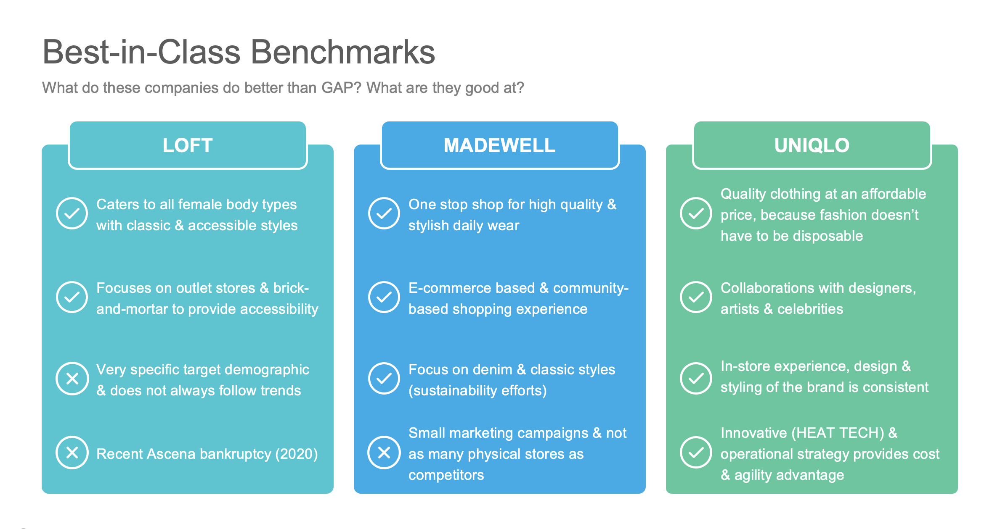 Best-in-Class Benchmarks
What do these companies do better than GAP? What are they good at?
LOFT
Caters to all female body types
with classic & accessible styles
Focuses on outlet stores & brick-
and-mortar to provide accessibility
Very specific target demographic
& does not always follow trends
Recent Ascena bankruptcy (2020)
MADEWELL
One stop shop for high quality &
stylish daily wear
E-commerce based & community-
based shopping experience
Focus on denim & classic styles
(sustainability efforts)
Small marketing campaigns & not
as many physical stores as
competitors
UNIQLO
Quality clothing at an affordable
price, because fashion doesn’t
have to be disposable
Collaborations with designers,
artists & celebrities
In-store experience, design &
styling of the brand is consistent
Innovative (HEAT TECH) &
operational strategy provides cost
& agility advantage